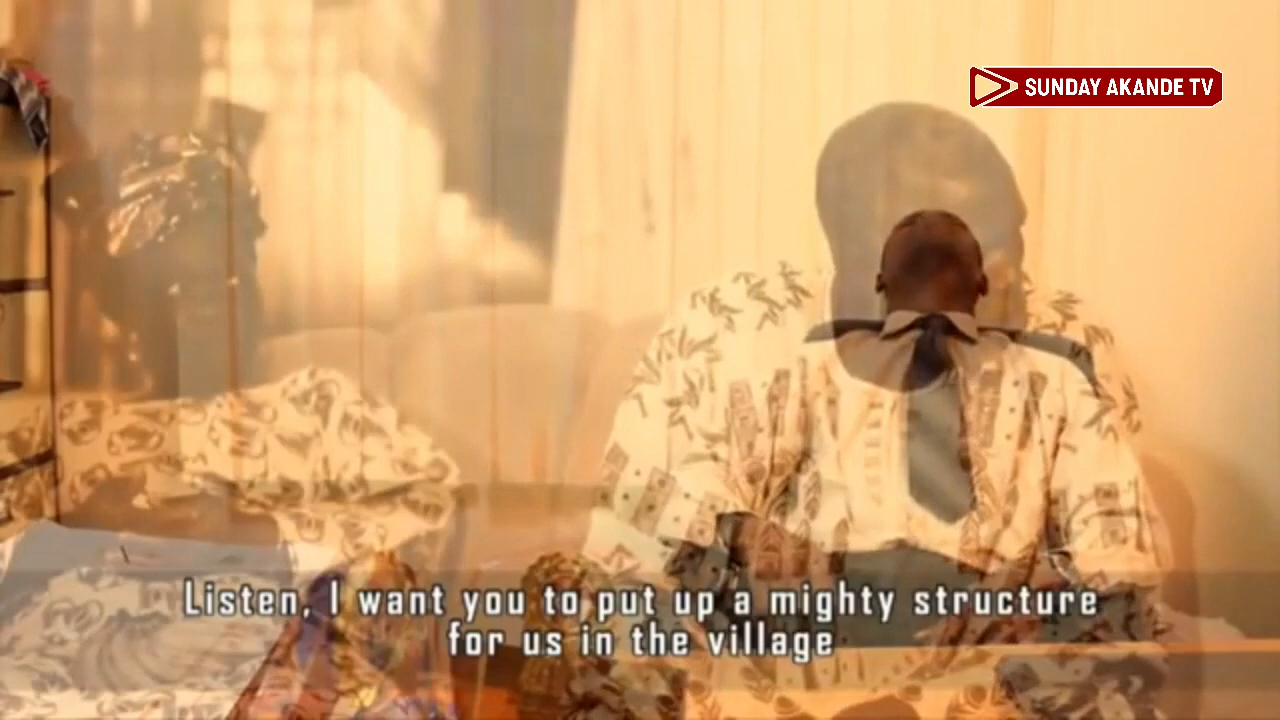 SUNDAY AKANDE TV
Listen, I want you to put up a mighty structure
for us in the village